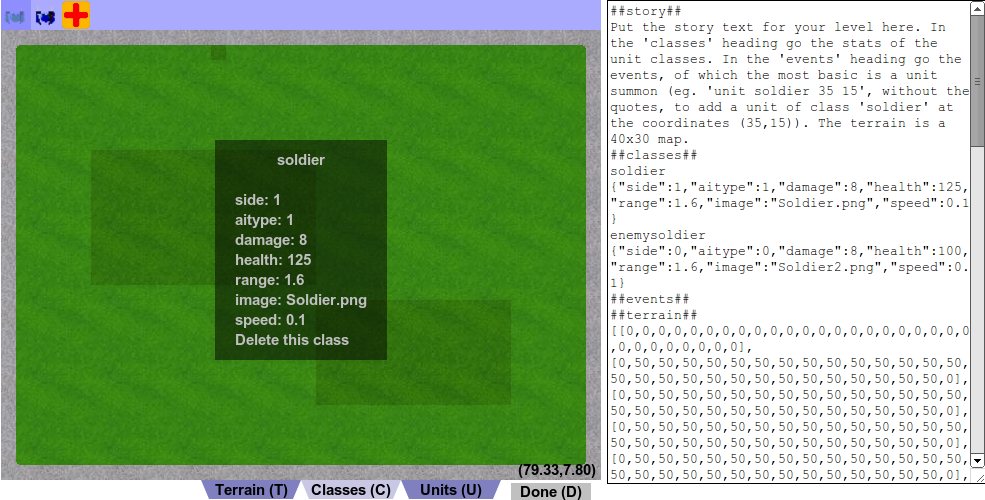 ##story##
Put the story text for your level here. In
the 'classes' heading go the stats of the
unit classes. In the 'events' heading go the
events, of which the most basic is a unit
summon (eg. 'unit soldier 35 15', without the
quotes, to add a unit of class 'soldier' at
the coordinates (35,15)). The terrain is a
40x30 map.
##classes##
soldier
{"side":1,"aitype":1,"damage":8,"health":125,
"range":1.6,"image":"Soldier.png","speed":0.1
}
enemysoldier
{"side":0,"aitype":0,"damage":8,"health":100,
"range":1.6,"image":"Soldier2.png","speed":0.
1}
##events##
##terrain##
[[0,0,0,0,0,0,0,0,0,0,0,0,0,0,0,0,0,0,0,0,0,0
,0,0,0,0,0,0,0,0],
[0,50,50,50,50,50,50,50,50,50,50,50,50,50,50,
50,50,50,50,50,50,50,50,50,50,50,50,50,50,0],
[0,50,50,50,50,50,50,50,50,50,50,50,50,50,50,
50,50,50,50,50,50,50,50,50,50,50,50,50,50,0],
[0,50,50,50,50,50,50,50,50,50,50,50,50,50,50,
50,50,50,50,50,50,50,50,50,50,50,50,50,50,0],
[0,50,50,50,50,50,50,50,50,50,50,50,50,50,50,
50,50,50,50,50,50,50,50,50,50,50,50,50,50,0],
soldier
side: 1
aitype: 1
damage: 8
health: 125
range: 1.6
image: Soldier.png
speed: 0.1
Delete this class
(79.33,7.80)
Terrain (T)
Classes (C)
Units (U)
Done (D)